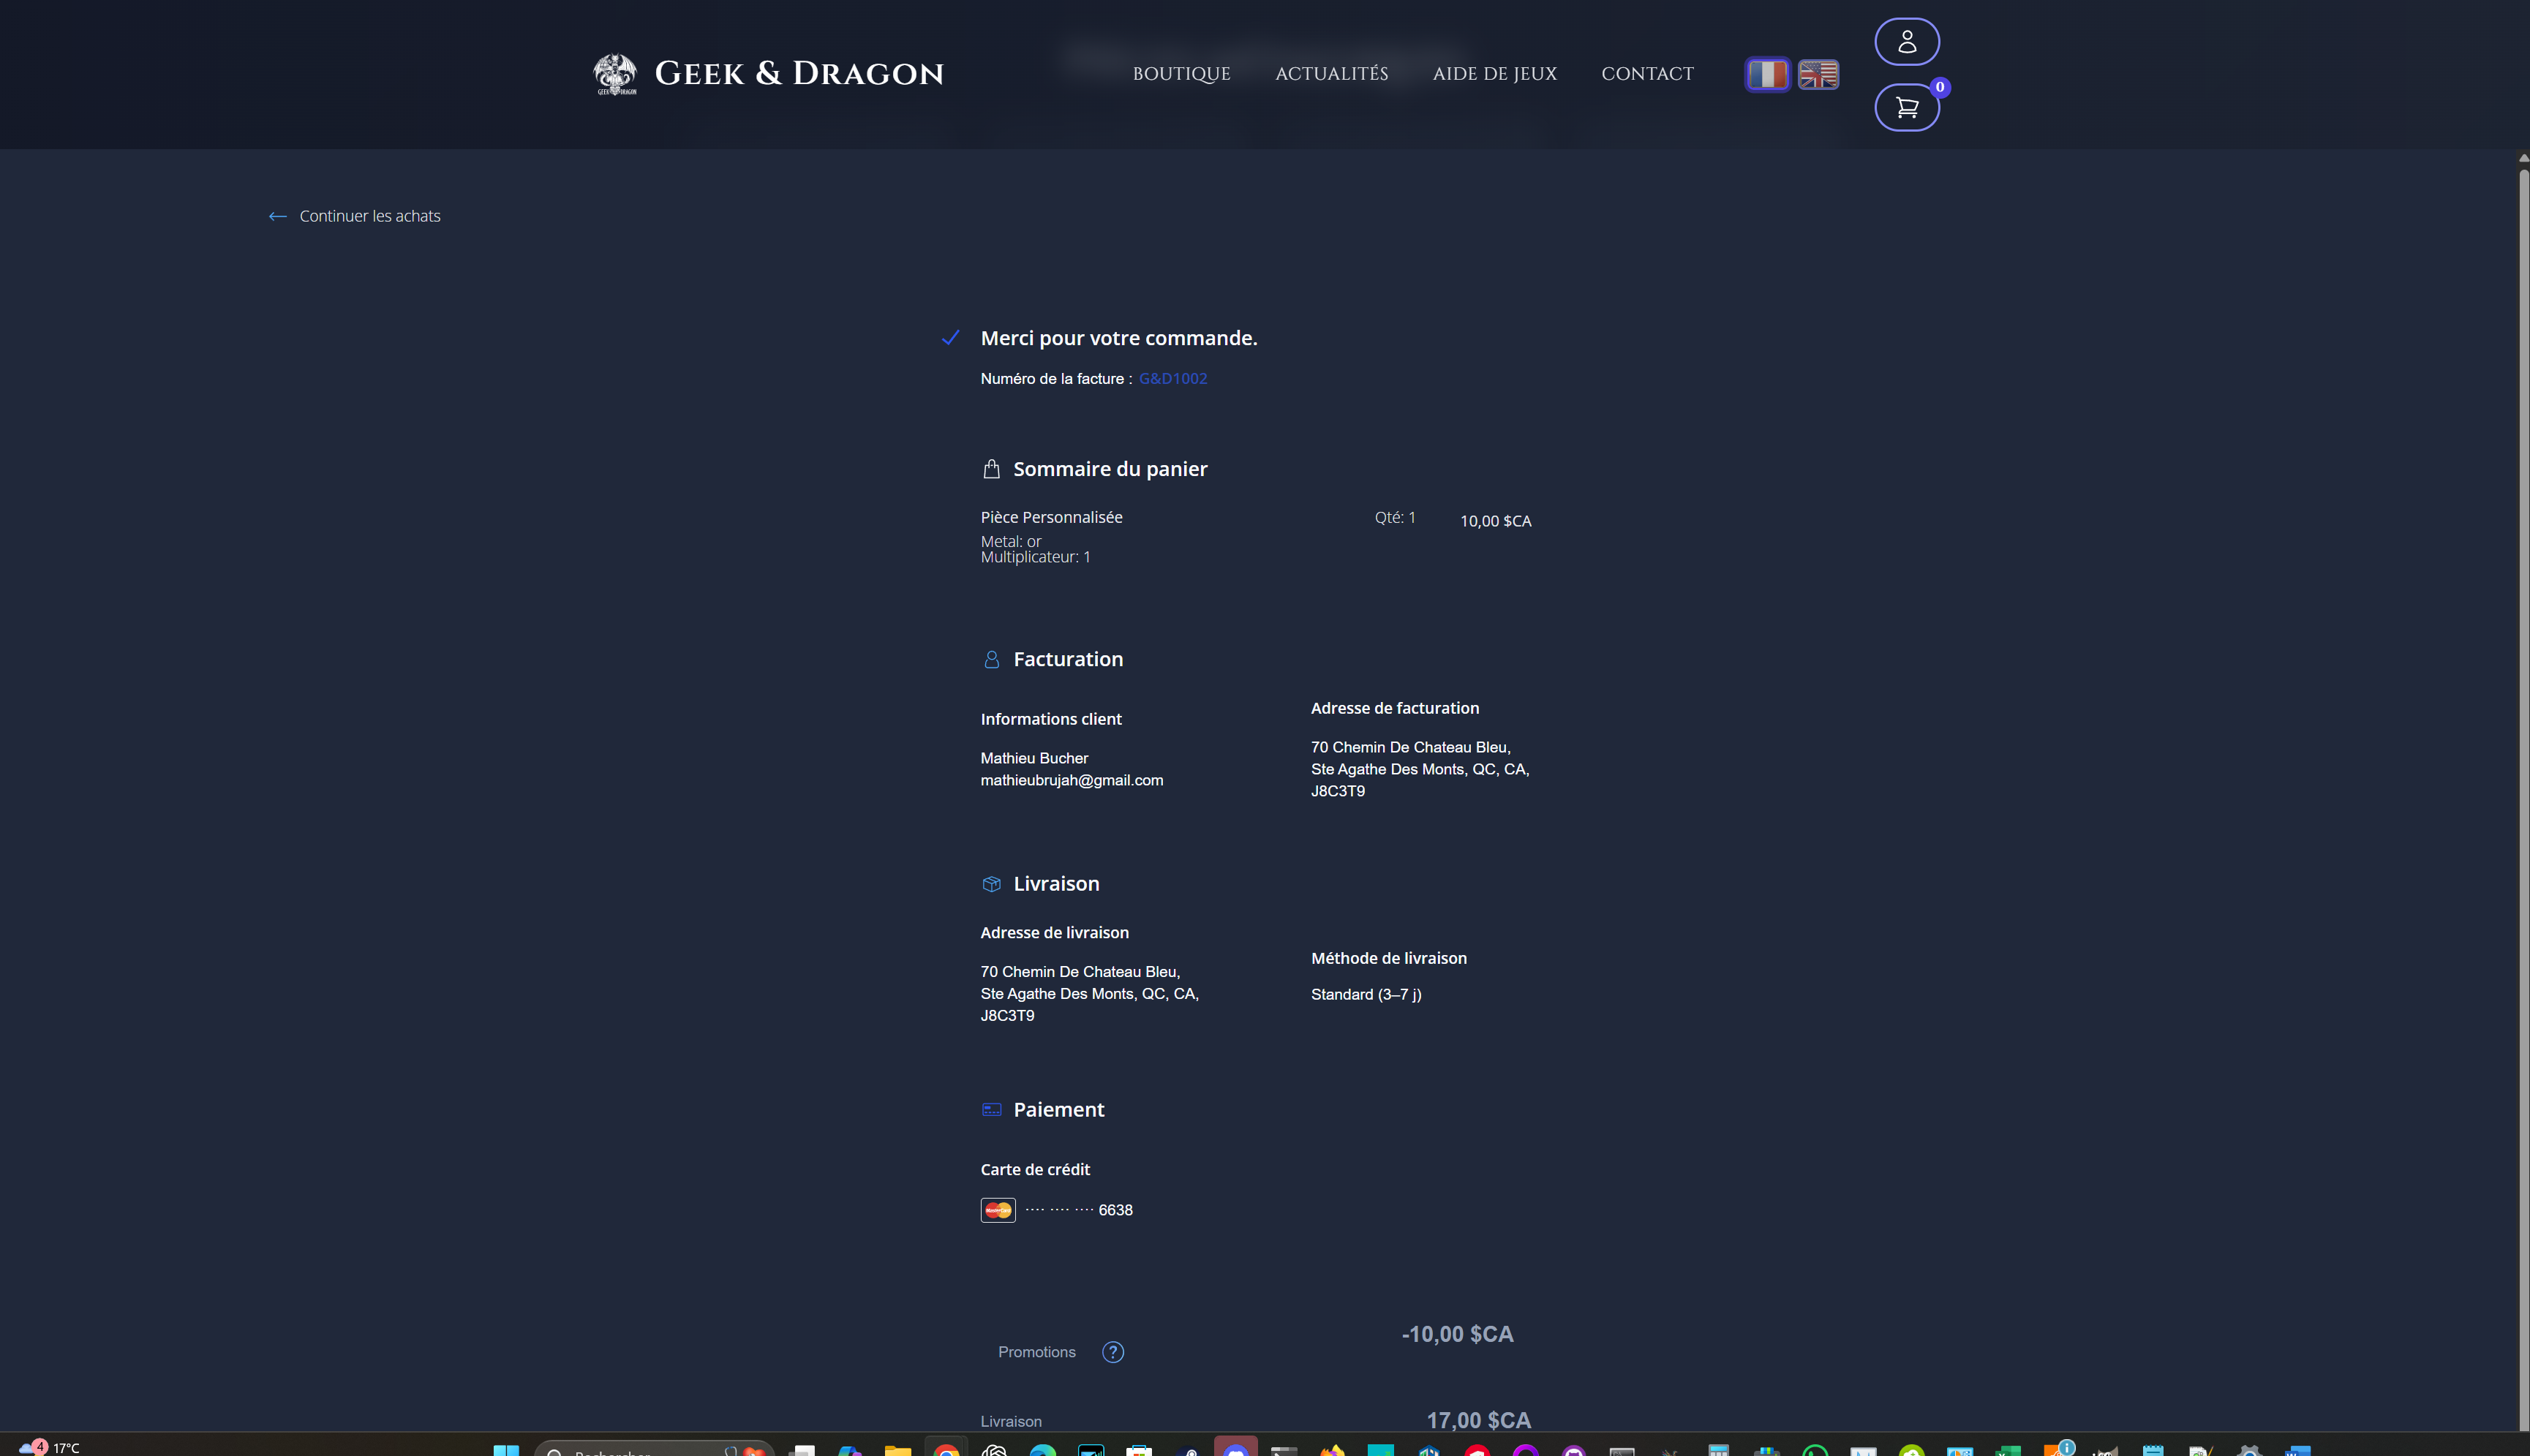 GEEK & DRAGON
GEEK & DRAGON
BOUTIQUE
ACTUALITÉS
AIDE DE JEUX
CONTACT
0
Continuer les achats
Merci pour votre commande.
Numéro de la facture : G&D1002
Sommaire du panier
Pièce Personnalisée Qté: 1 10,00 $CA
Metal: or
Multiplicateur: 1
Facturation
Informations client
Mathieu Bucher
mathieubrujah@gmail.com
Adresse de facturation
70 Chemin De Chateau Bleu,
Ste Agathe Des Monts, QC, CA,
J8C3T9
Livraison
Adresse de livraison
70 Chemin De Chateau Bleu,
Ste Agathe Des Monts, QC, CA,
J8C3T9
Méthode de livraison
Standard (3–7 j)
Paiement
Carte de crédit
···· ···· ···· 6638
Promotions ? -10,00 $CA
Livraison 17,00 $CA
4 17°C